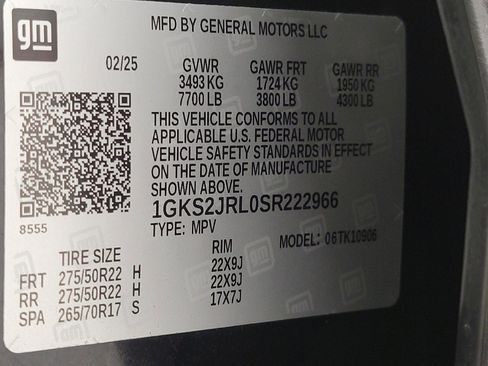 gm
MFD BY GENERAL MOTORS LLC
02/25 GVWR GAWR FRT GAWR RR
3493 KG 1724 KG 1950 KG
7700 LB 3800 LB 4300 LB
THIS VEHICLE CONFORMS TO ALL
APPLICABLE U.S. FEDERAL MOTOR
VEHICLE SAFETY STANDARDS IN EFFECT
ON THE DATE OF MANUFACTURE
SHOWN ABOVE.
1GKS2JRL0SR222966
8555
TYPE: MPV MODEL: 06TK10906
TIRE SIZE RIM
FRT 275/50R22 H 22X9J
RR 275/50R22 H 22X9J
SPA 265/70R17 S 17X7J